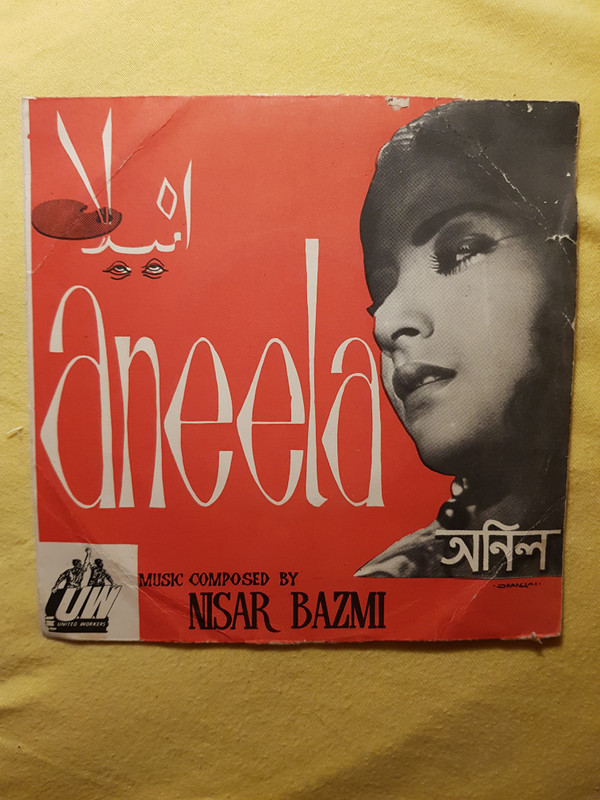 انیلا
aneela
অনিল
UW
UNITED WORKERS
MUSIC COMPOSED BY
NISAR BAZMI